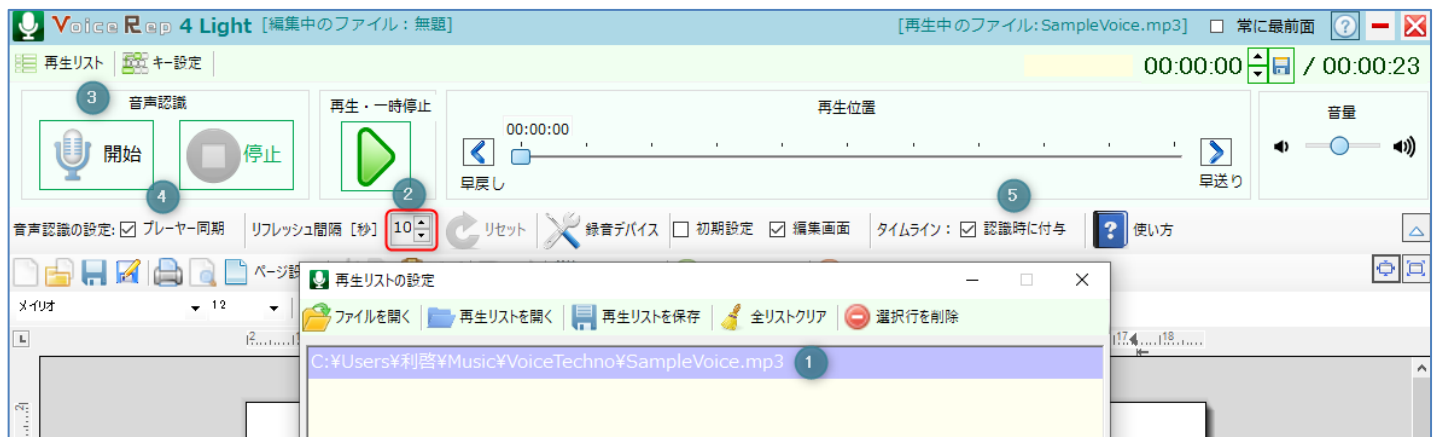 Voice Rep 4 Light [編集中のファイル：無題] [再生中のファイル:SampleVoice.mp3] 常に最前面 ?
再生リスト キー設定 00:00:00 / 00:00:23
3 音声認識 再生・一時停止 再生位置 音量
00:00:00
開始 停止
早戻し 早送り
4 2 5
音声認識の設定: プレーヤー同期 リフレッシュ間隔 [秒] 10 リセット 録音デバイス 初期設定 編集画面 タイムライン： 認識時に付与 ? 使い方
ページ設
再生リストの設定
メイリオ 12
ファイルを開く 再生リストを開く 再生リストを保存 全リストクリア 選択行を削除
L 2 17 18
C:¥Users¥利啓¥Music¥VoiceTechno¥SampleVoice.mp3 1
2